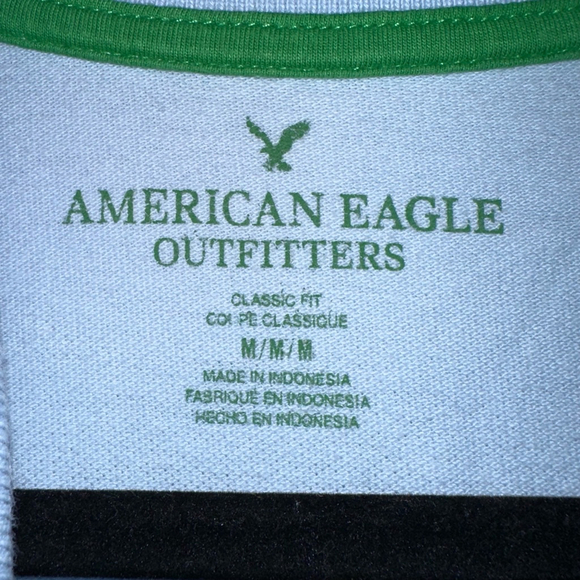 AMERICAN EAGLE
OUTFITTERS
CLASSIC FIT
COUPE CLASSIQUE
M/M/M
MADE IN INDONESIA
FABRIQUÉ EN INDONESIA
HECHO EN INDONESIA